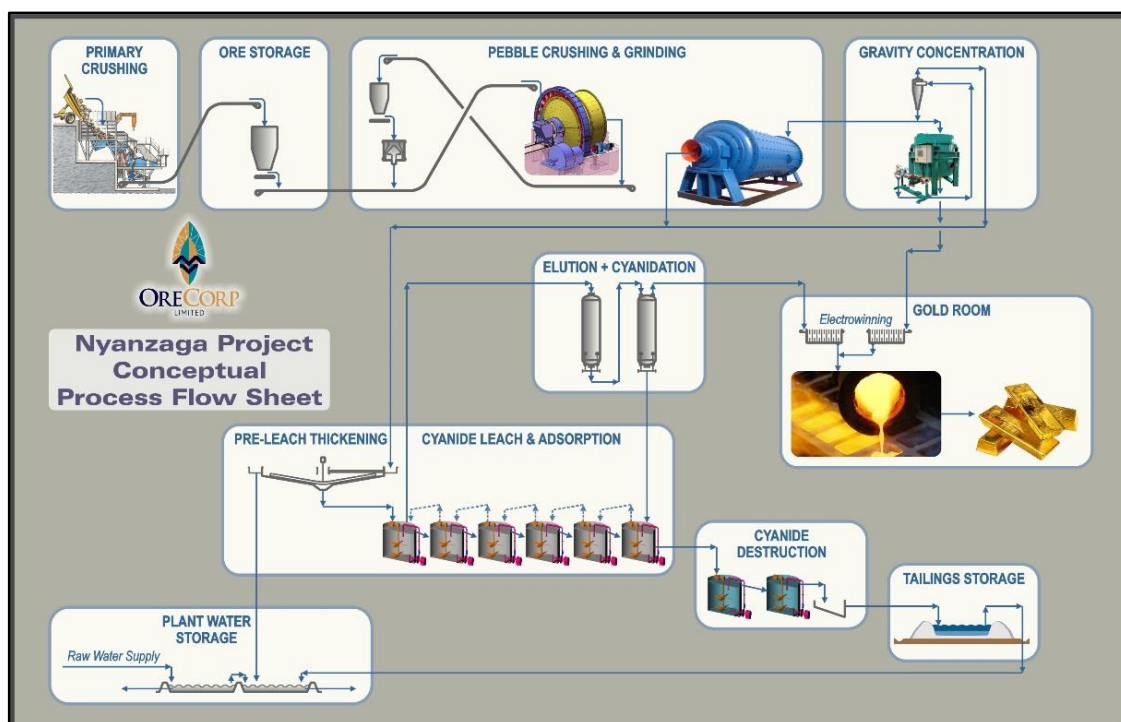 PRIMARY
CRUSHING
ORE STORAGE
PEBBLE CRUSHING & GRINDING
GRAVITY CONCENTRATION
ORECORP
LIMITED
Nyanzaga Project
Conceptual
Process Flow Sheet
ELUTION + CYANIDATION
GOLD ROOM
Electrowinning
PRE-LEACH THICKENING
CYANIDE LEACH & ADSORPTION
CYANIDE
DESTRUCTION
TAILINGS STORAGE
PLANT WATER
STORAGE
Raw Water Supply